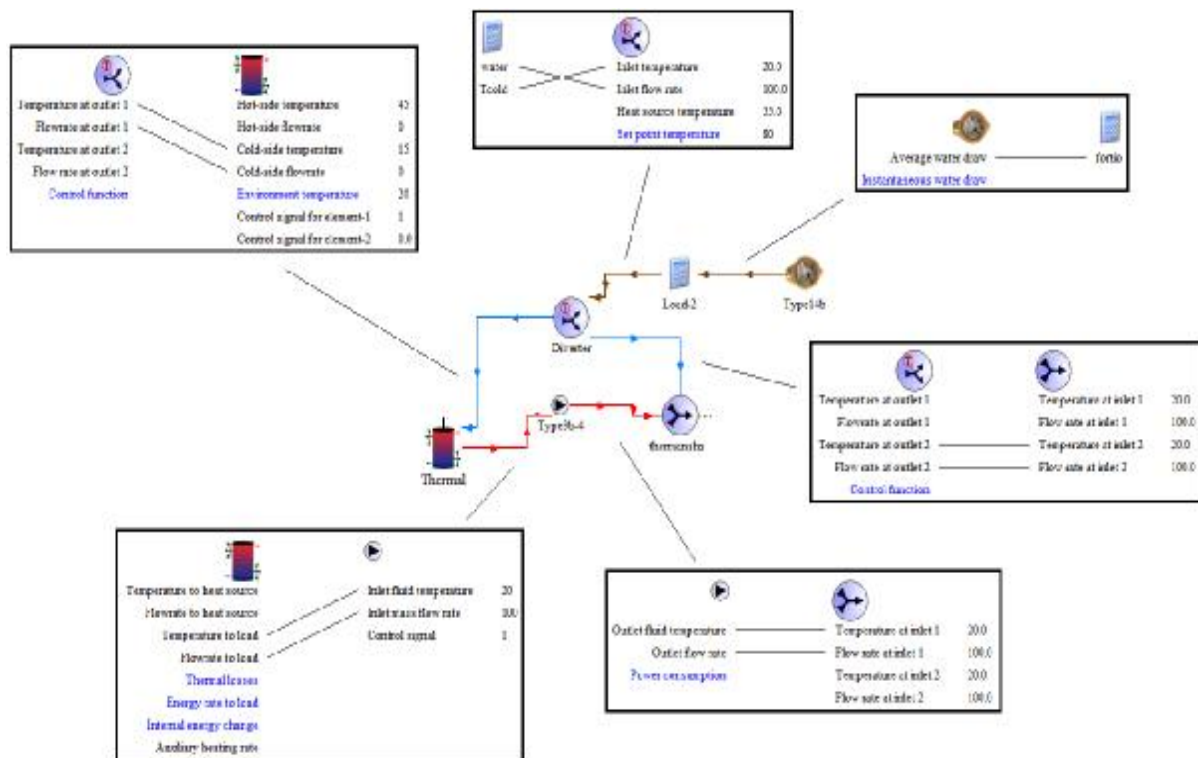 water
Inlet temperature 20.0
Tcold
Inlet flow rate 100.0
Heat source temperature 25.0
Set point temperature 80
Temperature at outlet 1
Hot-side temperature 45
Flowrate at outlet 1
Hot-side flowrate 0
Temperature at outlet 2
Cold-side temperature 15
Flow rate at outlet 2
Cold-side flowrate 0
Control function
Environment temperature 20
Control signal for element-1 1
Control signal for element-2 0.0
Average water draw
Instantaneous water draw
Load-2
Diverter
Thermal
Temperature at outlet 1
Temperature at inlet 1 20.0
Flowrate at outlet 1
Flow rate at inlet 1 100.0
Temperature at outlet 2
Temperature at inlet 2 20.0
Flow rate at outlet 2
Flow rate at inlet 2 100.0
Control function
Temperature to heat source
Inlet fluid temperature 20
Flowrate to heat source
Inlet mass flow rate 100
Temperature to load
Control signal 1
Flowrate to load
Thermal losses
Energy rate to load
Internal energy change
Auxiliary heating rate
Outlet fluid temperature
Temperature at inlet 1 20.0
Outlet flow rate
Flow rate at inlet 1 100.0
Power consumption
Temperature at inlet 2 20.0
Flow rate at inlet 2 100.0